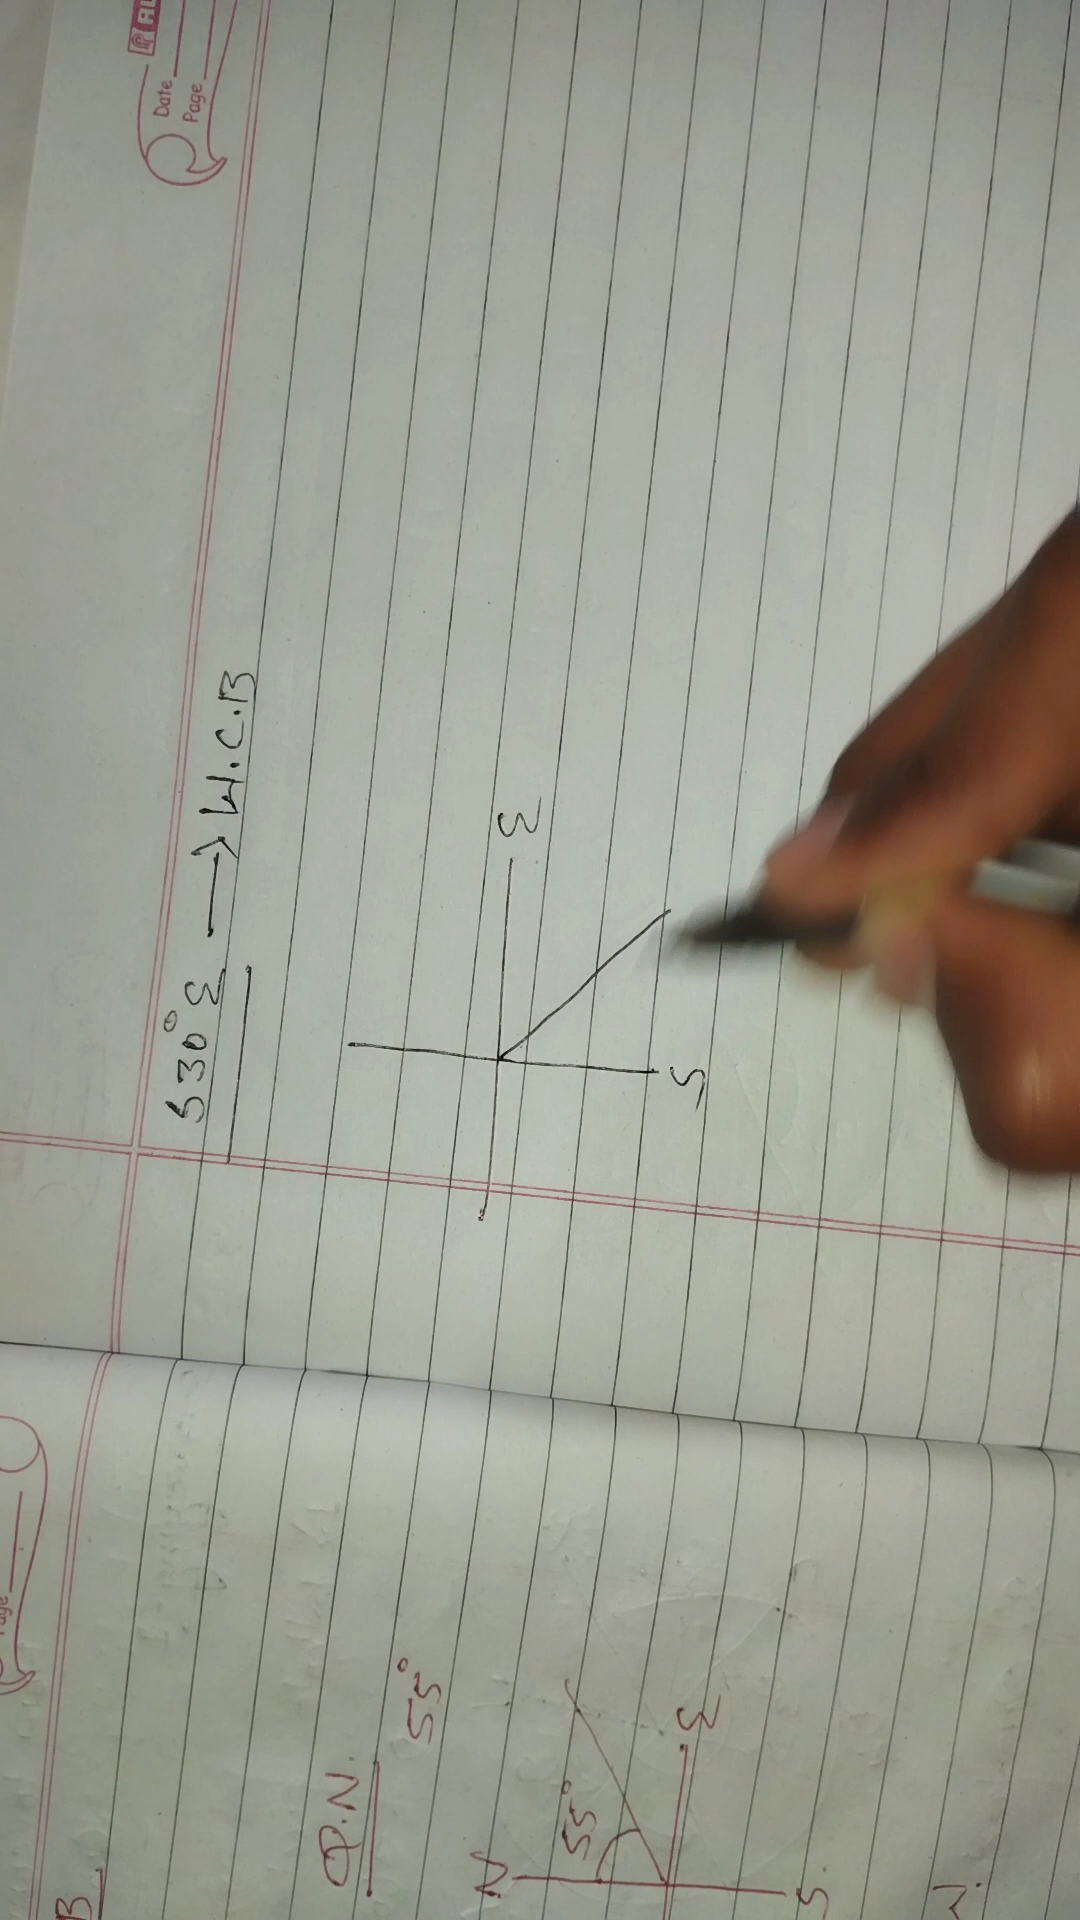 Date
Page
S30°E → W.C.B
E
S
Q.N.
55°
N
55°
E
S